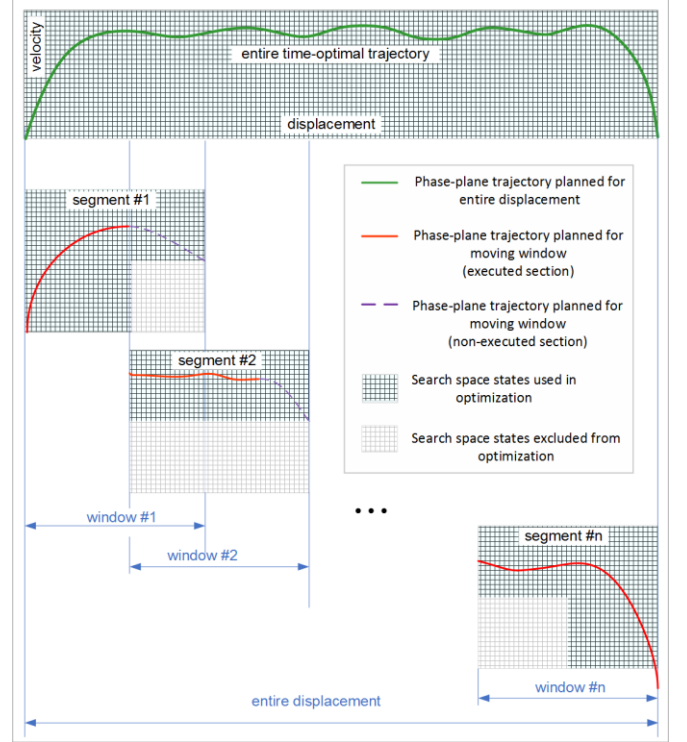 velocity
entire time-optimal trajectory
displacement
segment #1
Phase-plane trajectory planned for
entire displacement
Phase-plane trajectory planned for
moving window
(executed section)
Phase-plane trajectory planned for
moving window
(non-executed section)
Search space states used in
optimization
Search space states excluded from
optimization
segment #2
...
window #1
window #2
segment #n
window #n
entire displacement